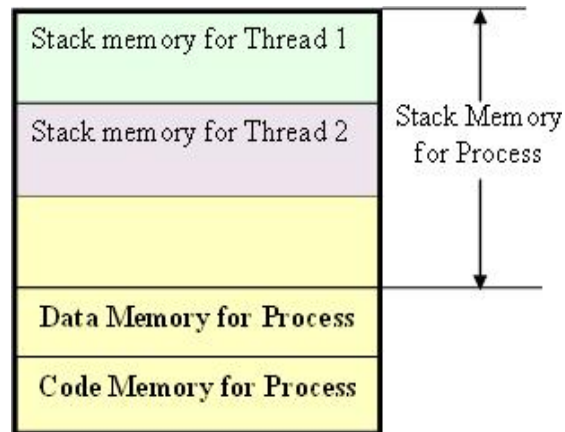 Stack memory for Thread 1
Stack memory for Thread 2
Stack Memory
for Process
Data Memory for Process
Code Memory for Process